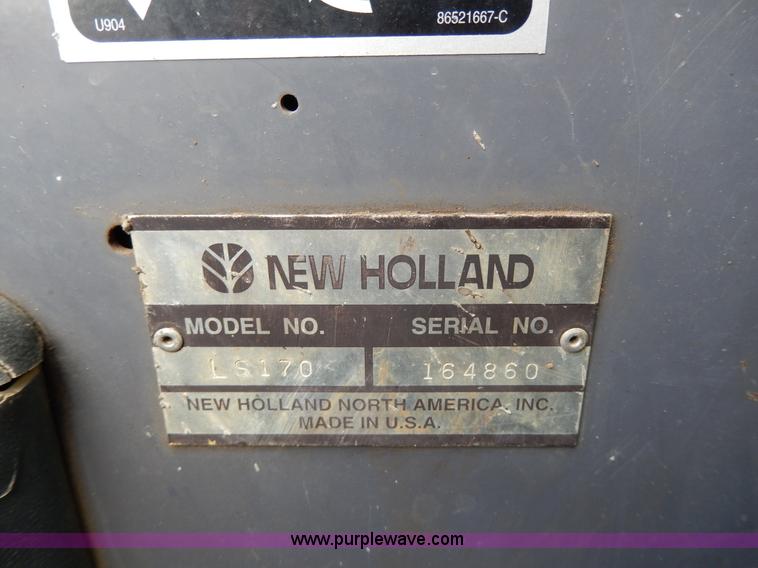 U904 86521667-C
NEW HOLLAND
MODEL NO. SERIAL NO.
LS170 164860
NEW HOLLAND NORTH AMERICA, INC.
MADE IN U.S.A.
www.purplewave.com